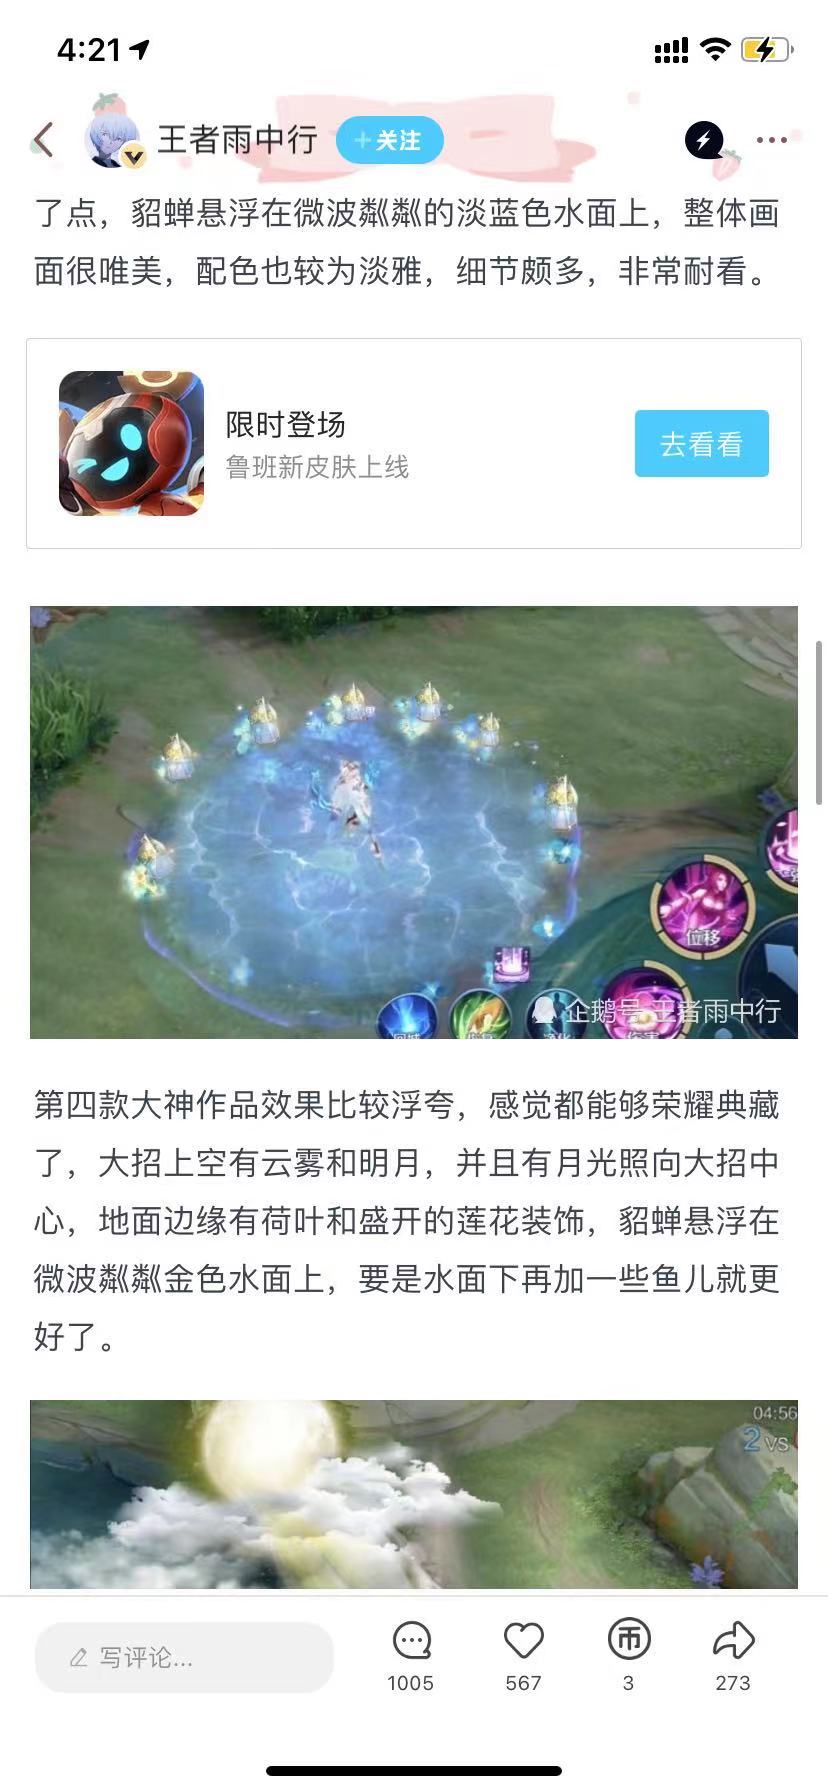 4:21
王者雨中行
+关注
了点，貂蝉悬浮在微波粼粼的淡蓝色水面上，整体画
面很唯美，配色也较为淡雅，细节颇多，非常耐看。
限时登场
鲁班新皮肤上线
去看看
位移
企鹅号 王者雨中行
第四款大神作品效果比较浮夸，感觉都能够荣耀典藏
了，大招上空有云雾和明月，并且有月光照向大招中
心，地面边缘有荷叶和盛开的莲花装饰，貂蝉悬浮在
微波粼粼金色水面上，要是水面下再加一些鱼儿就更
好了。
04:56
2 VS
写评论...
1005
567
币
3
273